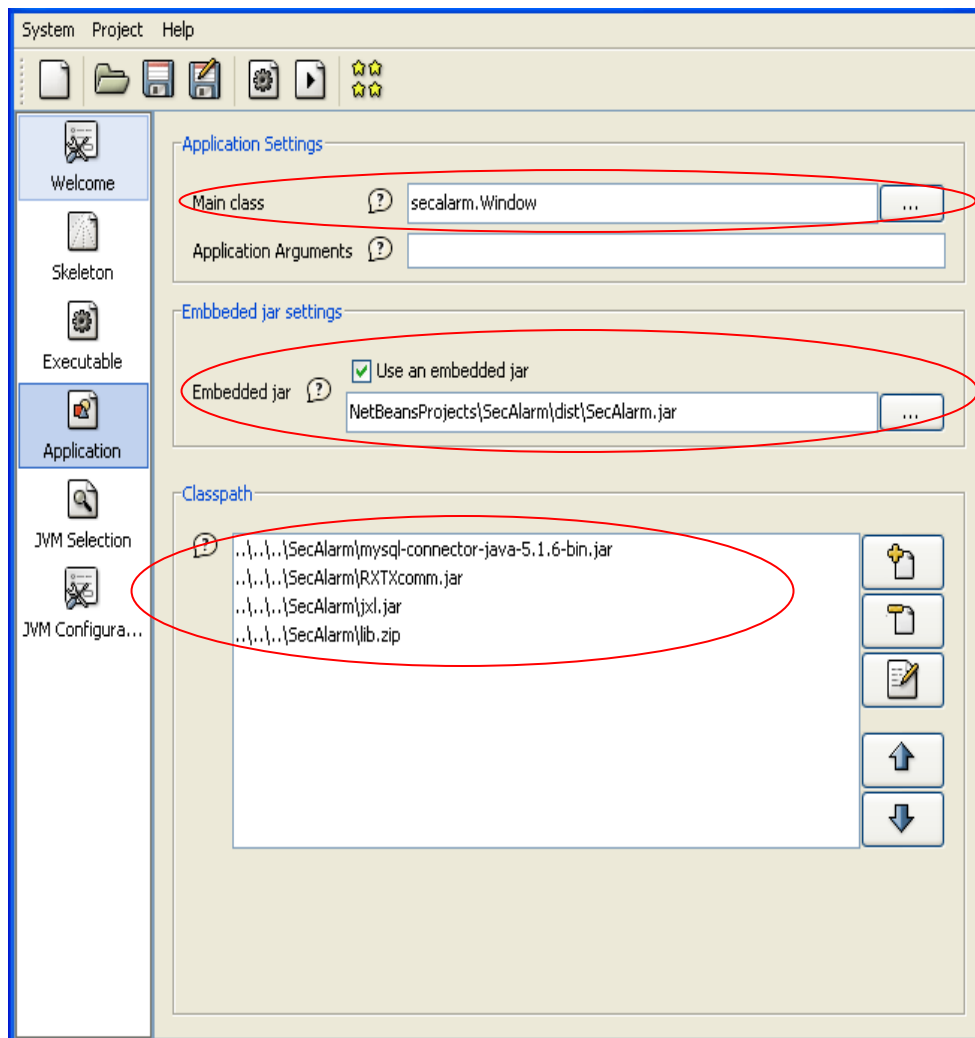 System Project Help
Welcome
Skeleton
Executable
Application
JVM Selection
JVM Configura...
Application Settings
Main class secalarm.Window ...
Application Arguments
Embbeded jar settings
Use an embedded jar
Embedded jar
NetBeansProjects\SecAlarm\dist\SecAlarm.jar ...
Classpath
..\..\..\SecAlarm\mysql-connector-java-5.1.6-bin.jar
..\..\..\SecAlarm\RXTXcomm.jar
..\..\..\SecAlarm\jxl.jar
..\..\..\SecAlarm\lib.zip